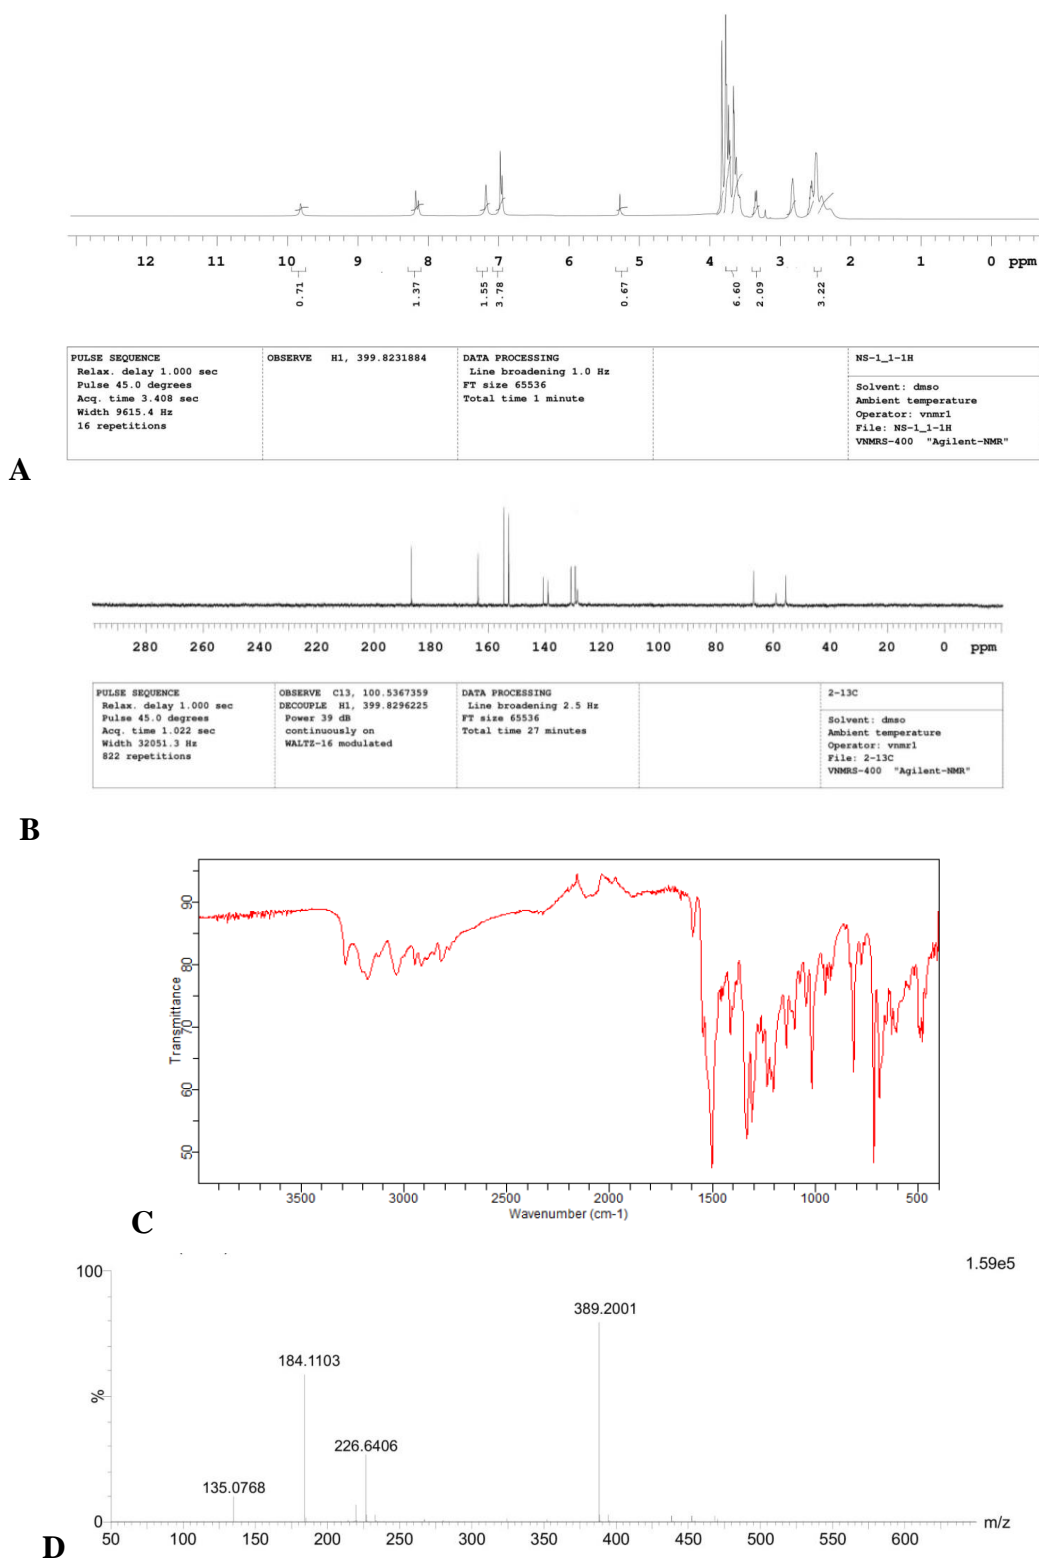 12 11 10 9 8 7 6 5 4 3 2 1 0 ppm
0.71 1.37 1.55 3.78 0.67 6.60 2.09 3.22
PULSE SEQUENCE
Relax. delay 1.000 sec
Pulse 45.0 degrees
Acq. time 3.408 sec
Width 9615.4 Hz
16 repetitions
OBSERVE H1, 399.8231884
DATA PROCESSING
Line broadening 1.0 Hz
FT size 65536
Total time 1 minute
NS-1_1-1H
Solvent: dmso
Ambient temperature
Operator: vnmr1
File: NS-1_1-1H
VNMRS-400 "Agilent-NMR"
A
280 260 240 220 200 180 160 140 120 100 80 60 40 20 0 ppm
PULSE SEQUENCE
Relax. delay 1.000 sec
Pulse 45.0 degrees
Acq. time 1.022 sec
Width 32051.3 Hz
822 repetitions
OBSERVE C13, 100.5367359
DECOUPLE H1, 399.8296225
Power 39 dB
continuously on
WALTZ-16 modulated
DATA PROCESSING
Line broadening 2.5 Hz
FT size 65536
Total time 27 minutes
2-13C
Solvent: dmso
Ambient temperature
Operator: vnmr1
File: 2-13C
VNMRS-400 "Agilent-NMR"
B
90
80
70
60
50
Transmittance
3500 3000 2500 2000 1500 1000 500
Wavenumber (cm-1)
C
1.59e5
100
%
0
389.2001
184.1103
226.6406
135.0768
50 100 150 200 250 300 350 400 450 500 550 600 m/z
D